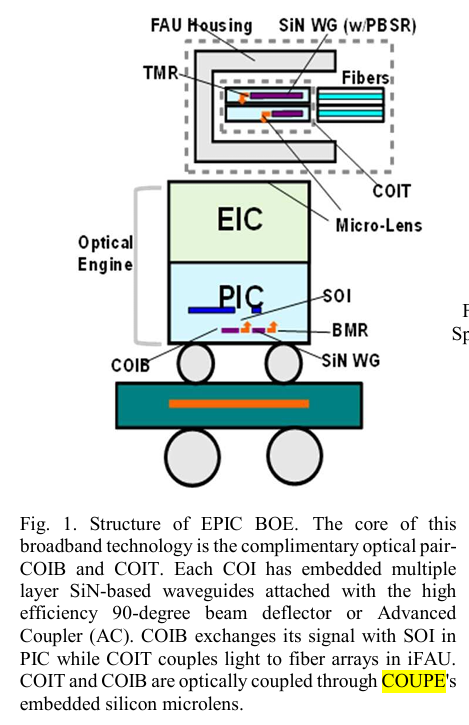 FAU Housing
SiN WG (w/PBSR)
TMR
Fibers
COIT
Micro-Lens
EIC
Optical
Engine
PIC
SOI
BMR
COIB
SiN WG
F
Sp
Fig. 1. Structure of EPIC BOE. The core of this
broadband technology is the complimentary optical pair-
COIB and COIT. Each COI has embedded multiple
layer SiN-based waveguides attached with the high
efficiency 90-degree beam deflector or Advanced
Coupler (AC). COIB exchanges its signal with SOI in
PIC while COIT couples light to fiber arrays in iFAU.
COIT and COIB are optically coupled through COUPE's
embedded silicon microlens.